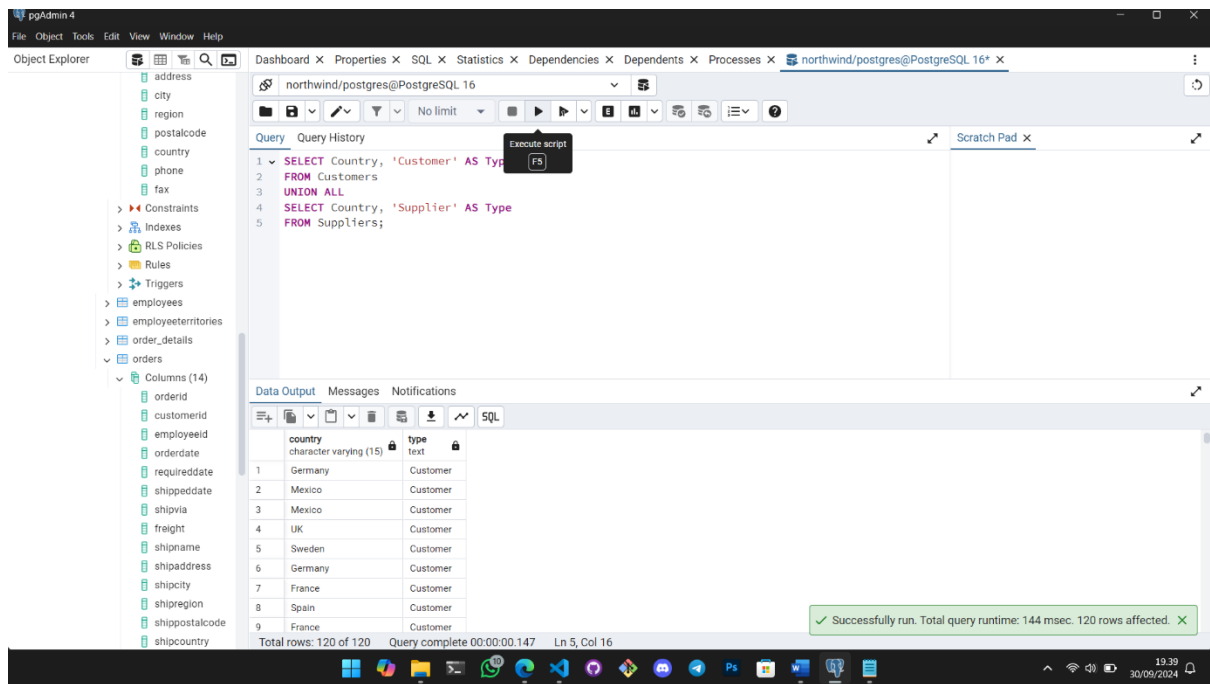 pgAdmin 4
File Object Tools Edit View Window Help
Object Explorer
Dashboard Properties SQL Statistics Dependencies Dependents Processes northwind/postgres@PostgreSQL 16*
address
city
region
postalcode
country
phone
fax
Constraints
Indexes
RLS Policies
Rules
Triggers
employees
employeeterritories
order_details
orders
Columns (14)
orderid
customerid
employeeid
orderdate
requireddate
shippeddate
shipvia
freight
shipname
shipaddress
shipcity
shipregion
shippostalcode
shipcountry
northwind/postgres@PostgreSQL 16
No limit
E
Query Query History
Scratch Pad
Execute script
F5
1 SELECT Country, 'Customer' AS Typ
2 FROM Customers
3 UNION ALL
4 SELECT Country, 'Supplier' AS Type
5 FROM Suppliers;
Data Output Messages Notifications
SQL
country type
character varying (15) text
1 Germany Customer
2 Mexico Customer
3 Mexico Customer
4 UK Customer
5 Sweden Customer
6 Germany Customer
7 France Customer
8 Spain Customer
9 France Customer
Successfully run. Total query runtime: 144 msec. 120 rows affected.
Total rows: 120 of 120 Query complete 00:00:00.147 Ln 5, Col 16
10
Ps
19.39
30/09/2024